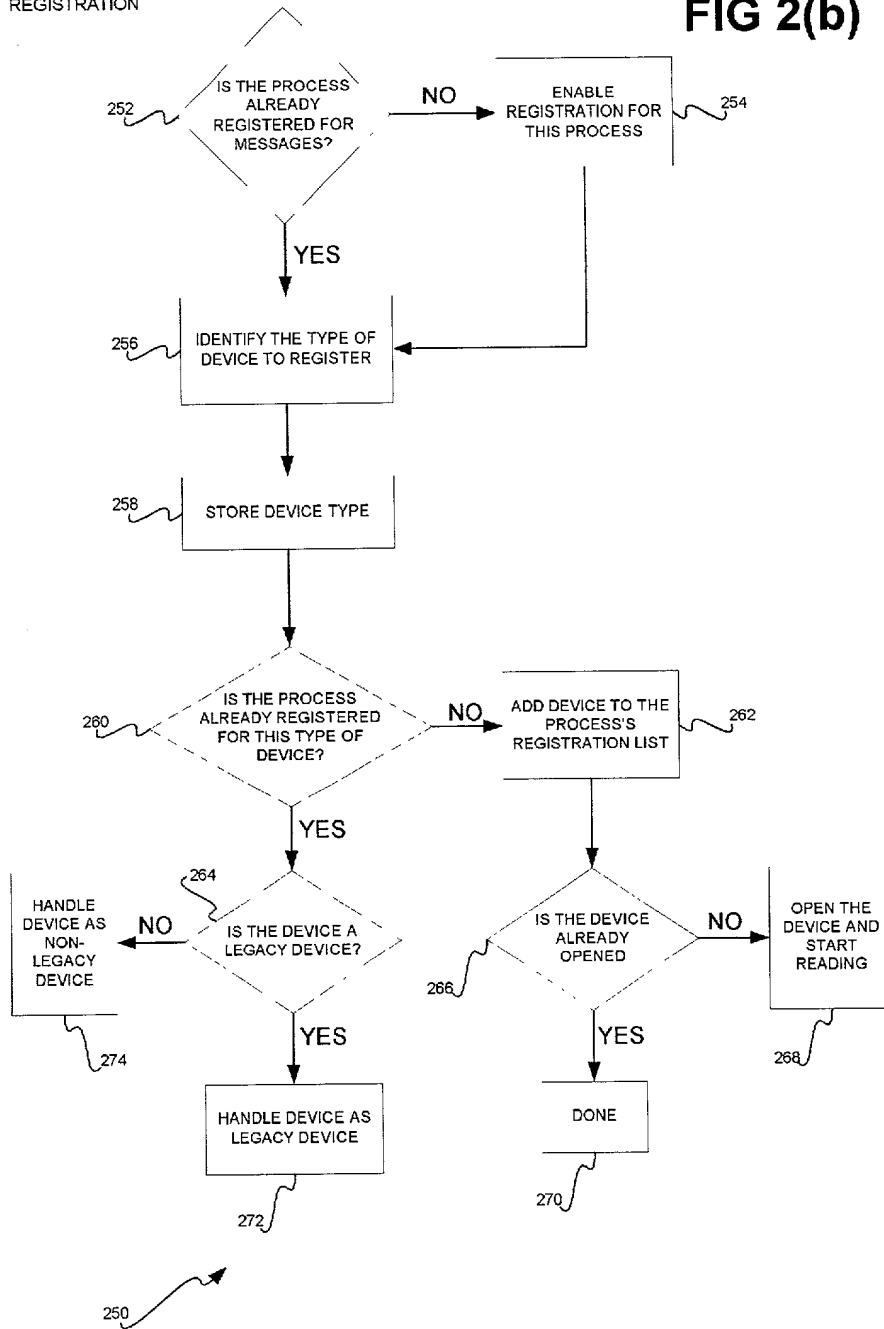 REGISTRATION
FIG 2(b)
IS THE PROCESS
ALREADY
REGISTERED FOR
MESSAGES?
252
NO
ENABLE
REGISTRATION FOR
THIS PROCESS
254
YES
256
IDENTIFY THE TYPE OF
DEVICE TO REGISTER
258
STORE DEVICE TYPE
260
IS THE PROCESS
ALREADY REGISTERED
FOR THIS TYPE OF
DEVICE?
NO
ADD DEVICE TO THE
PROCESS'S
REGISTRATION LIST
262
YES
264
HANDLE
DEVICE AS
NON-
LEGACY
DEVICE
NO
IS THE DEVICE A
LEGACY DEVICE?
266
IS THE DEVICE
ALREADY
OPENED
NO
OPEN THE
DEVICE AND
START
READING
274
YES
YES
268
HANDLE DEVICE AS
LEGACY DEVICE
DONE
272
270
250